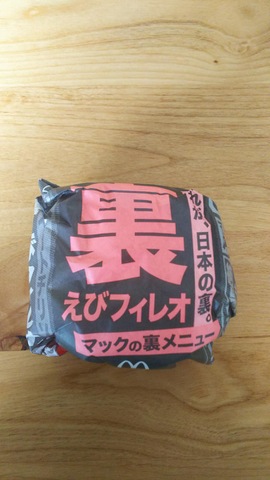 裏
えびフィレオ
マックの裏メニュー
れが、日本の裏。